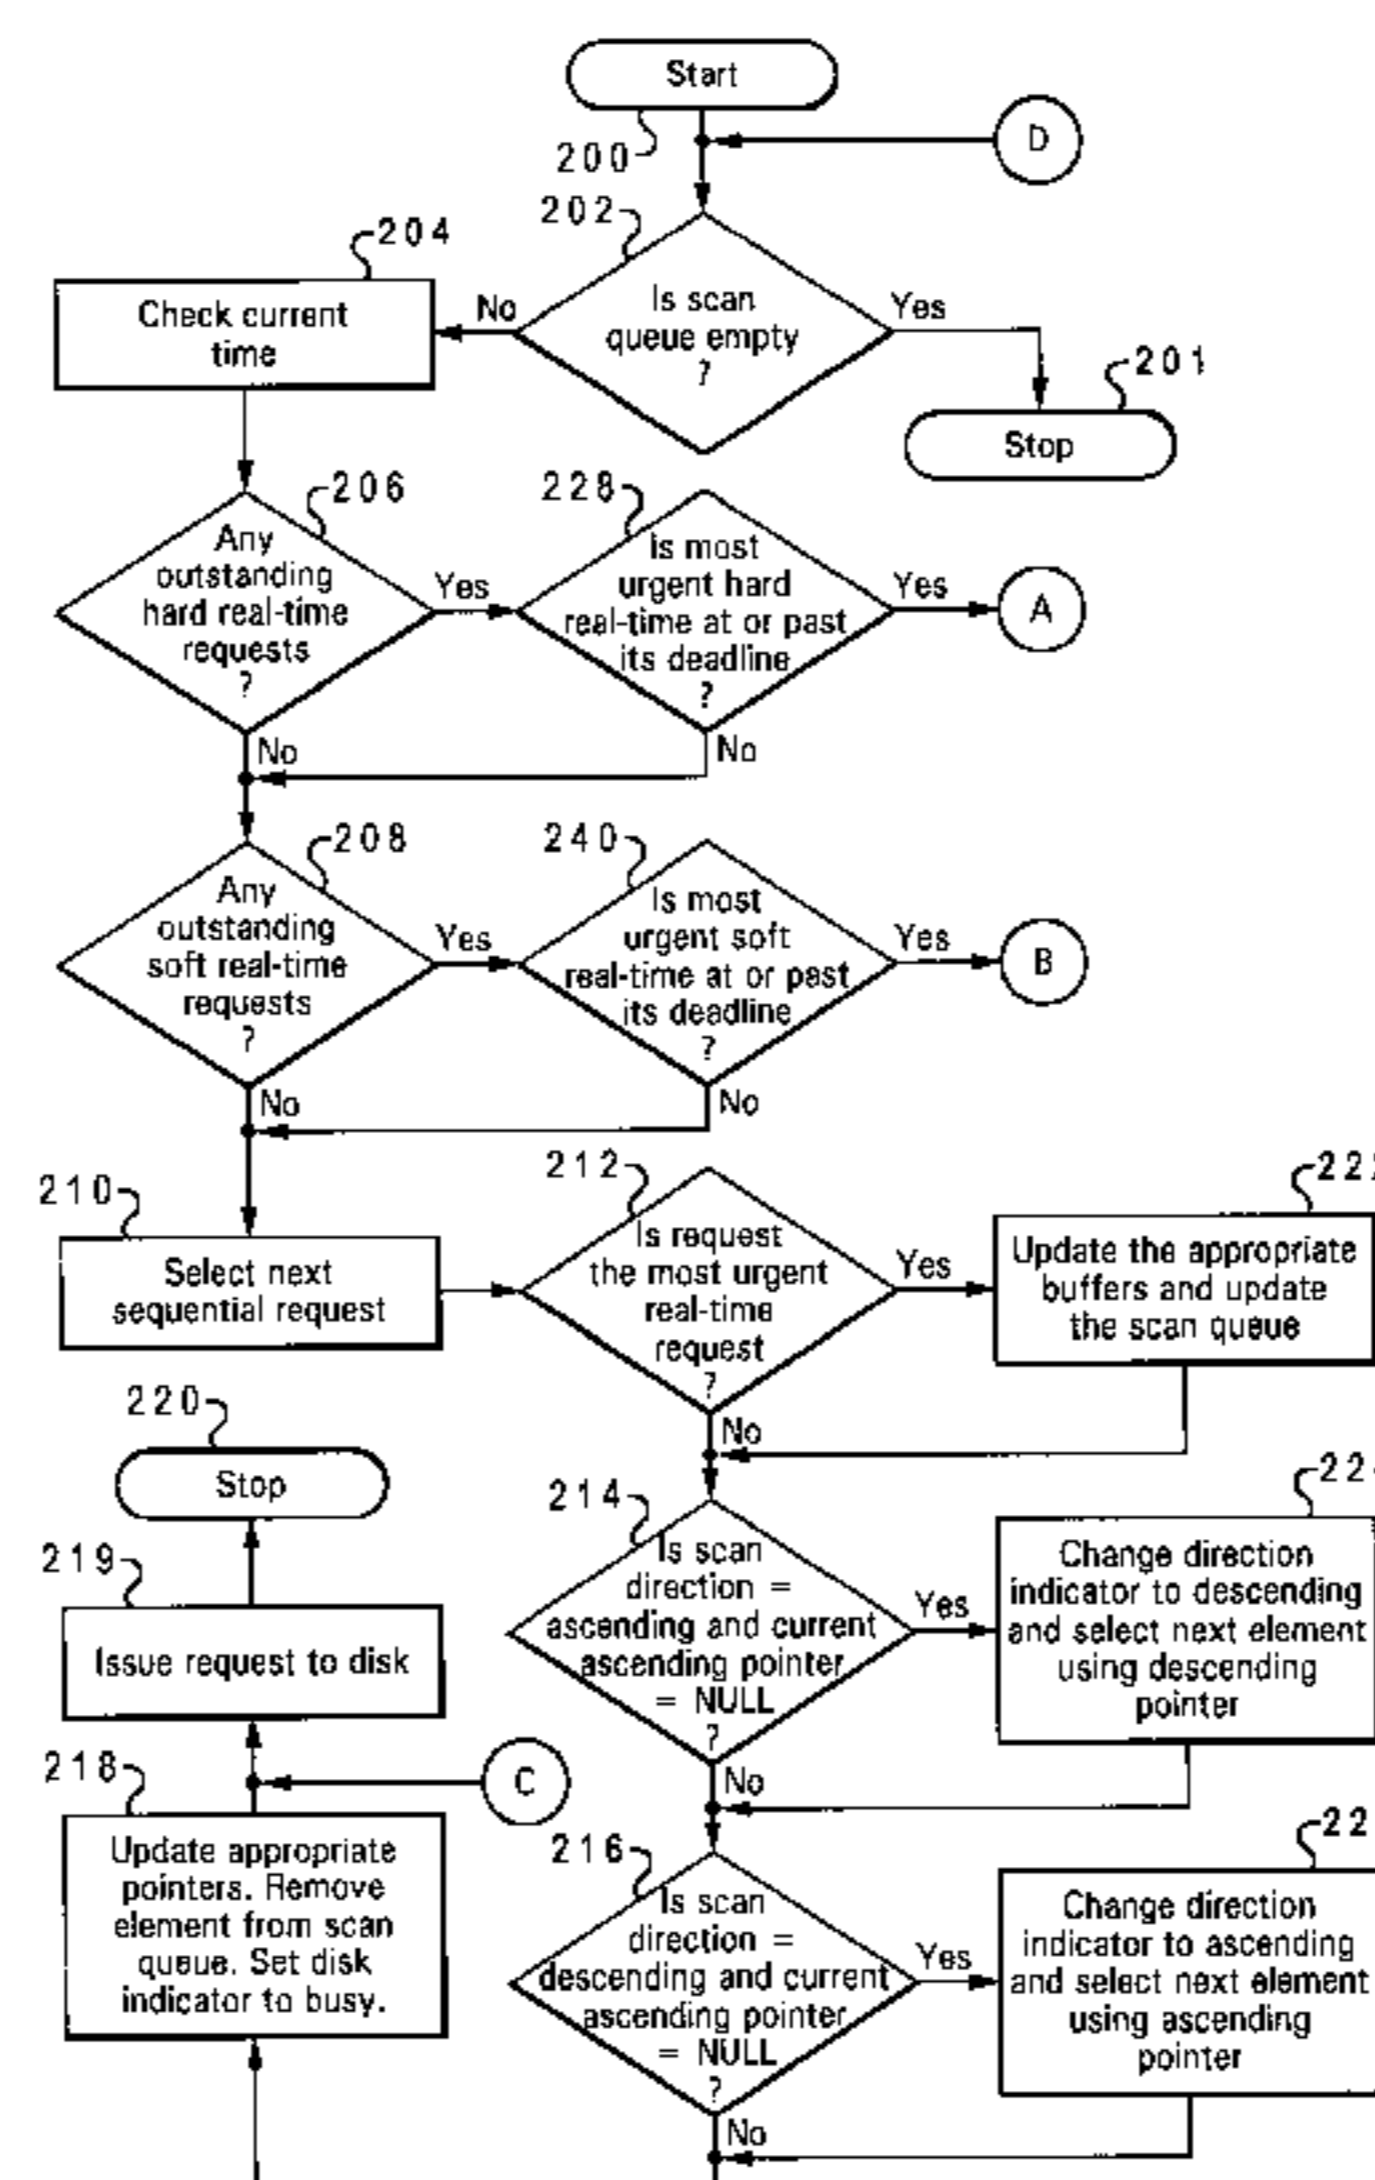 Start
200
D
202
204
Check current
time
No
Is scan
queue empty
?
Yes
201
Stop
206
Any
outstanding
hard real-time
requests
?
Yes
No
228
Is most
urgent hard
real-time at or past
its deadline
?
Yes
No
A
208
Any
outstanding
soft real-time
requests
?
Yes
No
240
Is most
urgent soft
real-time at or past
its deadline
?
Yes
No
B
210
Select next
sequential request
212
Is request
the most urgent
real-time
request
?
Yes
No
Update the appropriate
buffers and update
the scan queue
220
Stop
214
Is scan
direction =
ascending and current
ascending pointer
= NULL
?
Yes
No
22
Change direction
indicator to descending
and select next element
using descending
pointer
219
Issue request to disk
218
C
Update appropriate
pointers. Remove
element from scan
queue. Set disk
indicator to busy.
216
Is scan
direction =
descending and current
ascending pointer
= NULL
?
Yes
No
22
Change direction
indicator to ascending
and select next element
using ascending
pointer